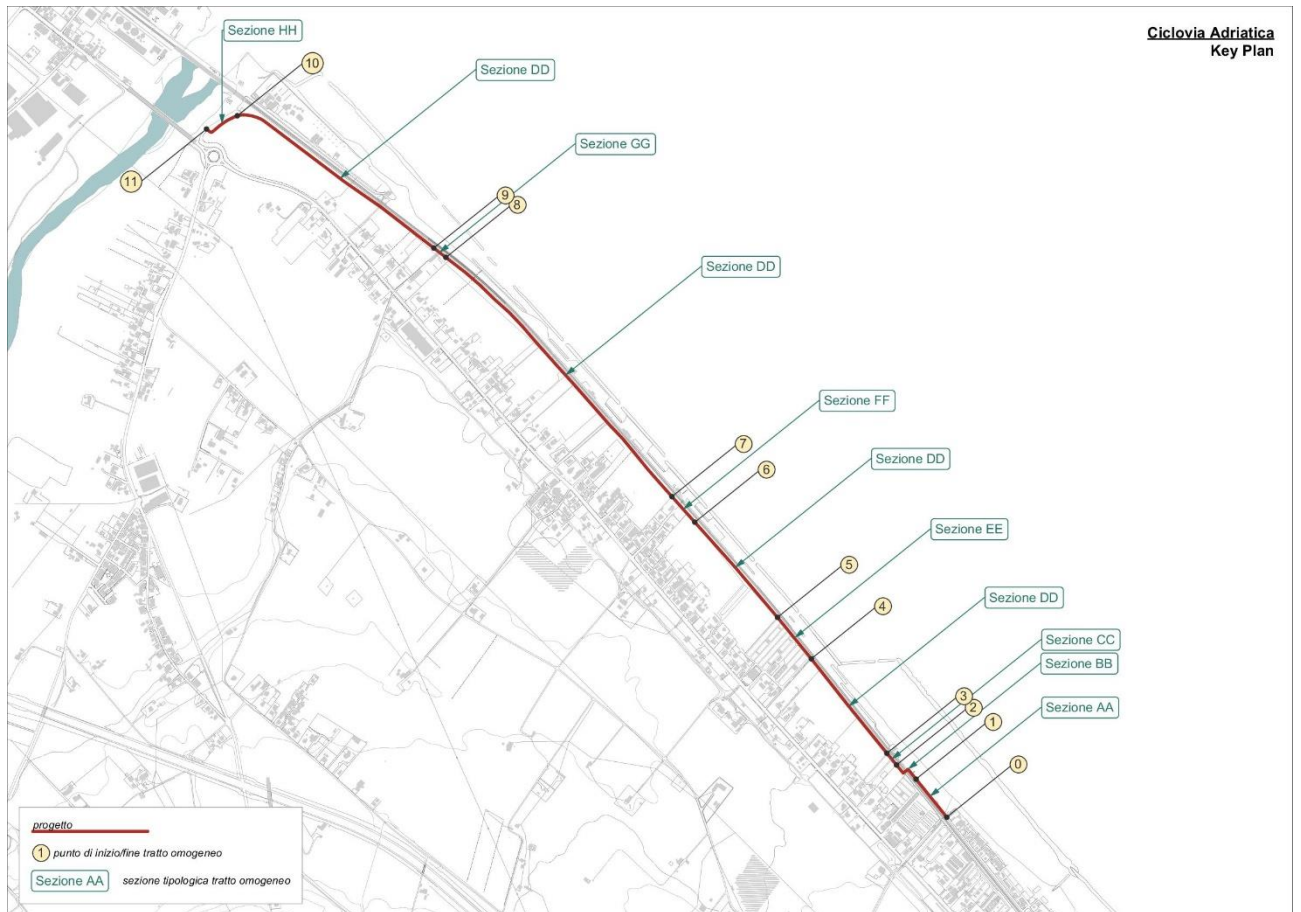 Ciclovia Adriatica
Key Plan
Sezione HH
10
Sezione DD
Sezione GG
11
9
8
Sezione DD
Sezione FF
7
Sezione DD
6
Sezione EE
5
Sezione DD
4
Sezione CC
Sezione BB
3
2
Sezione AA
1
0
progetto
1 punto di inizio/fine tratto omogeneo
Sezione AA sezione tipologica tratto omogeneo